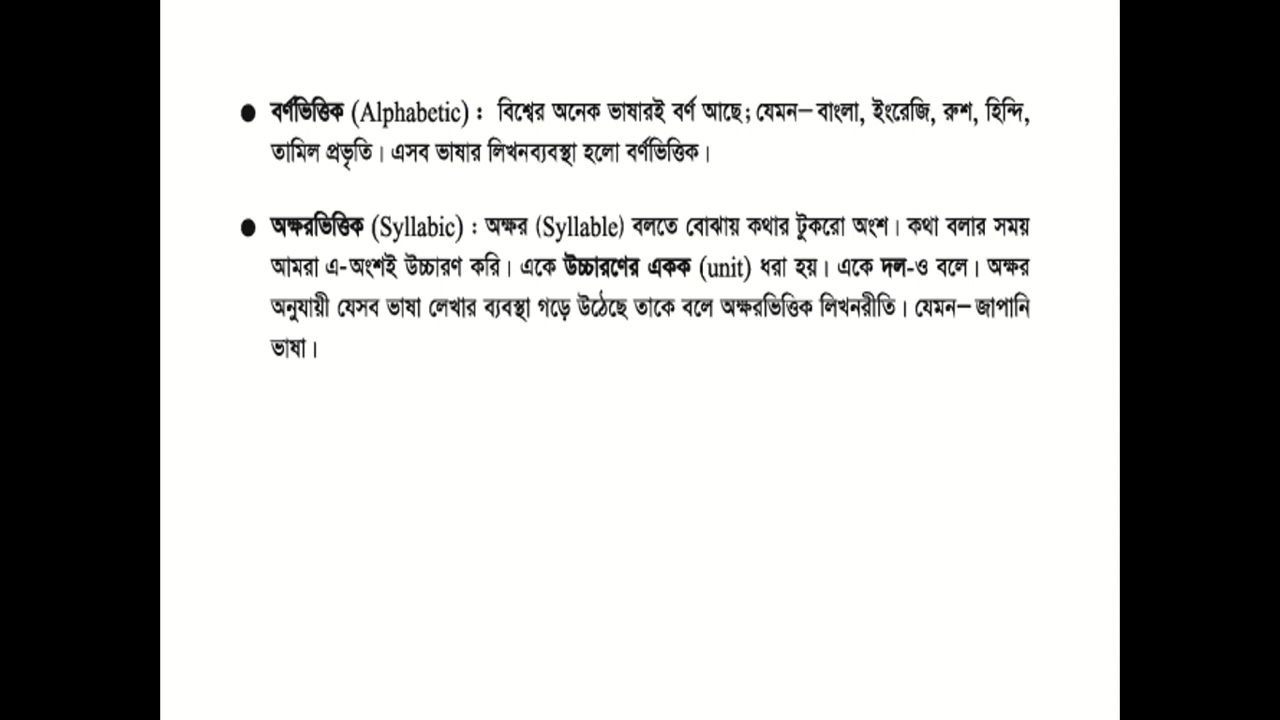 ● বর্ণভিত্তিক (Alphabetic) : বিশ্বের অনেক ভাষারই বর্ণ আছে; যেমন– বাংলা, ইংরেজি, রুশ, হিন্দি,
তামিল প্রভৃতি। এসব ভাষার লিখনব্যবস্থা হলো বর্ণভিত্তিক।
● অক্ষরভিত্তিক (Syllabic) : অক্ষর (Syllable) বলতে বোঝায় কথার টুকরো অংশ। কথা বলার সময়
আমরা এ-অংশই উচ্চারণ করি। একে উচ্চারণের একক (unit) ধরা হয়। একে দল-ও বলে। অক্ষর
অনুযায়ী যেসব ভাষা লেখার ব্যবস্থা গড়ে উঠেছে তাকে বলে অক্ষরভিত্তিক লিখনরীতি। যেমন– জাপানি
ভাষা।